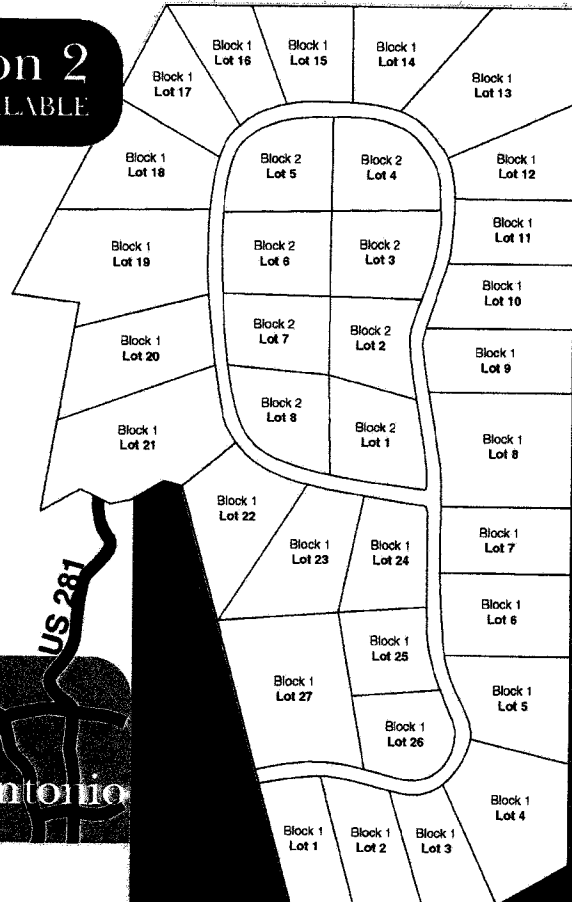 on 2
Block 1
Lot 16
Block 1
Lot 15
Block 1
Lot 14
Block 1
Lot 17
Block 1
Lot 13
Block 1
Lot 18
Block 2
Lot 5
Block 2
Lot 4
Block 1
Lot 12
Block 1
Lot 11
Block 1
Lot 19
Block 2
Lot 6
Block 2
Lot 3
Block 1
Lot 10
Block 1
Lot 20
Block 2
Lot 7
Block 2
Lot 2
Block 1
Lot 9
Block 1
Lot 21
Block 2
Lot 8
Block 2
Lot 1
Block 1
Lot 8
Block 1
Lot 22
Block 1
Lot 23
Block 1
Lot 24
Block 1
Lot 7
US 281
Block 1
Lot 6
Block 1
Lot 25
Block 1
Lot 27
Block 1
Lot 5
Block 1
Lot 26
ntonio
Block 1
Lot 4
Block 1
Lot 1
Block 1
Lot 2
Block 1
Lot 3